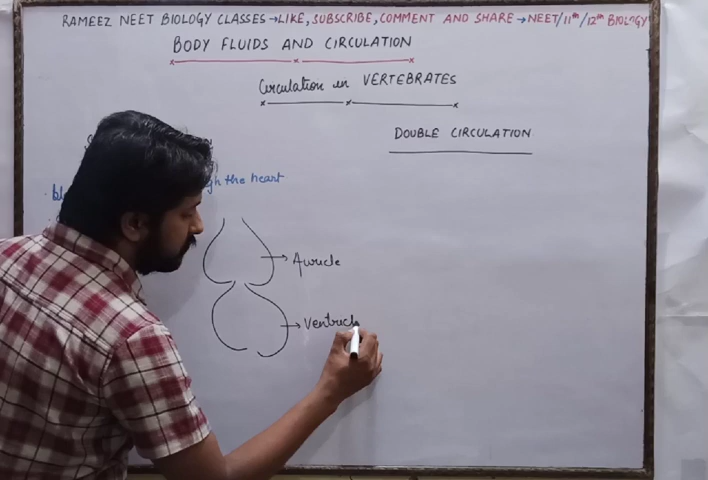 RAMEEZ NEET BIOLOGY CLASSES→LIKE, SUBSCRIBE, COMMENT AND SHARE→NEET/11th/12th BIOLOGY
BODY FLUIDS AND CIRCULATION
Circulation in VERTEBRATES
DOUBLE CIRCULATION
the heart
→Auricle
→Ventricl